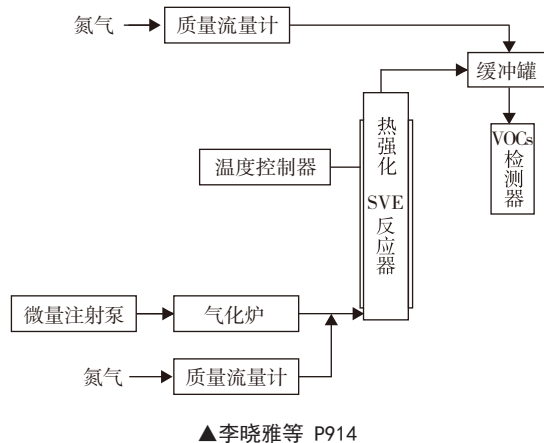 氮气
质量流量计
缓冲罐
VOCs
检测器
热强化
SVE
反应器
温度控制器
微量注射泵
气化炉
氮气
质量流量计
▲李晓雅等 P914